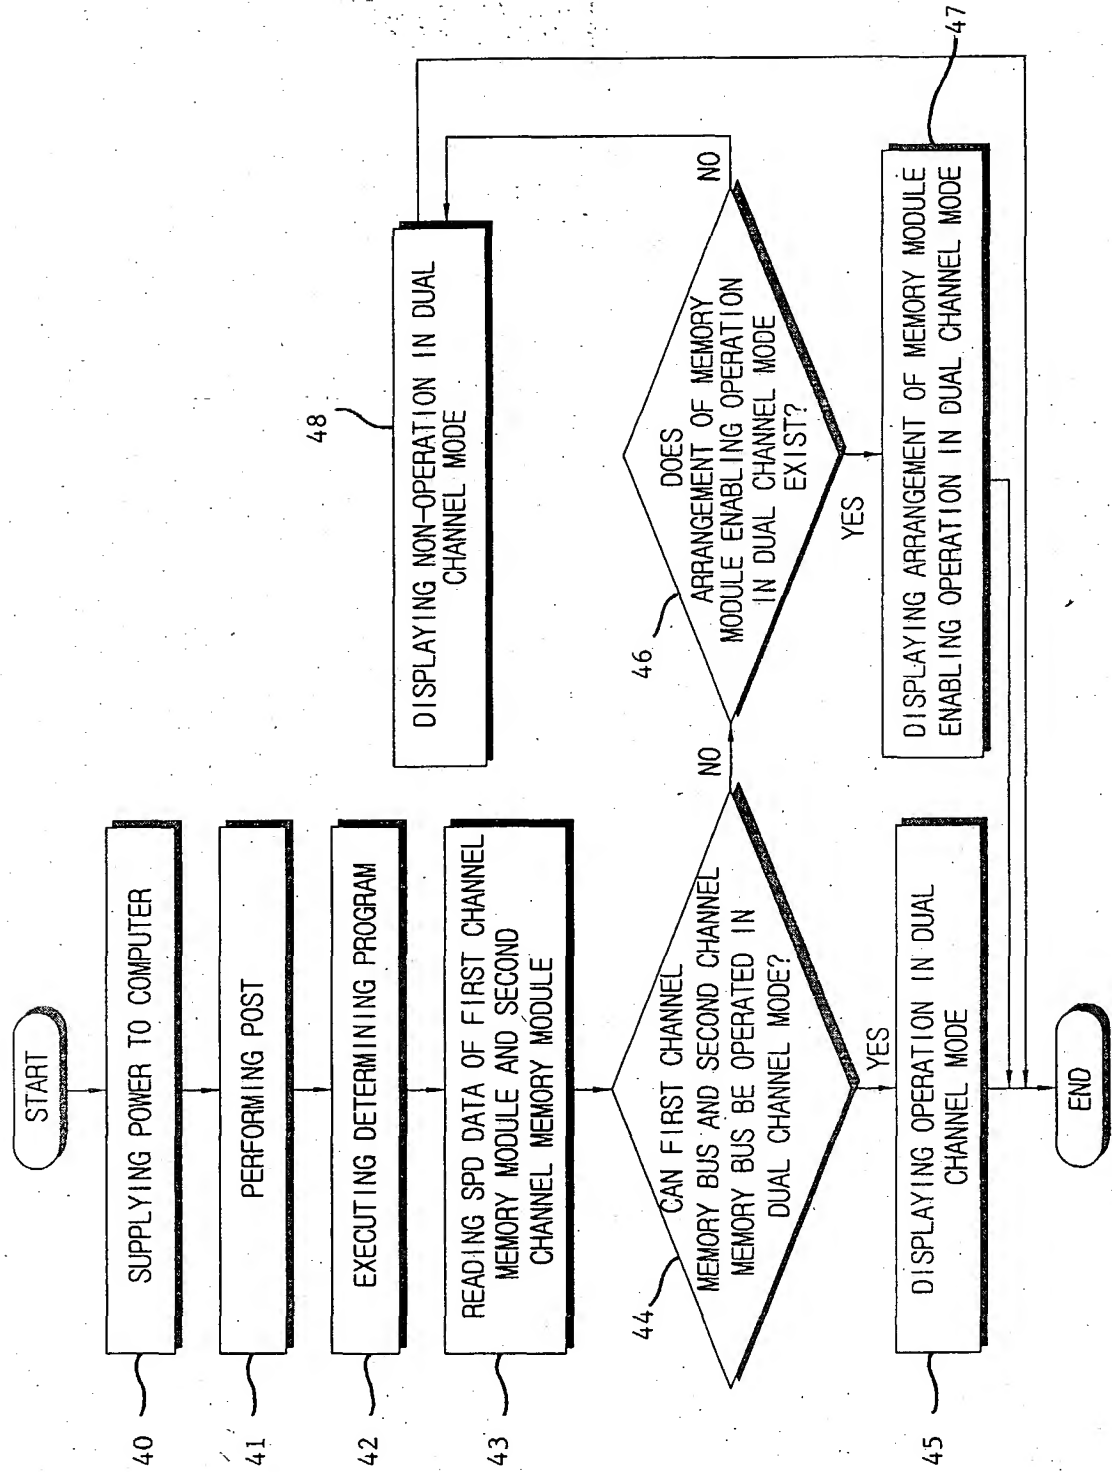 START
40
SUPPLYING POWER TO COMPUTER
41
PERFORMING POST
42
EXECUTING DETERMINING PROGRAM
43
READING SPD DATA OF FIRST CHANNEL
MEMORY MODULE AND SECOND
CHANNEL MEMORY MODULE
44
CAN FIRST CHANNEL
MEMORY BUS AND SECOND CHANNEL
MEMORY BUS BE OPERATED IN
DUAL CHANNEL MODE?
NO
YES
45
DISPLAYING OPERATION IN DUAL
CHANNEL MODE
46
DOES
ARRANGEMENT OF MEMORY
MODULE ENABLING OPERATION
IN DUAL CHANNEL MODE
EXIST?
NO
YES
47
DISPLAYING ARRANGEMENT OF MEMORY MODULE
ENABLING OPERATION IN DUAL CHANNEL MODE
48
DISPLAYING NON-OPERATION IN DUAL
CHANNEL MODE
END